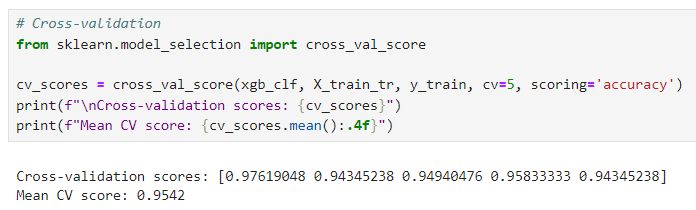 # Cross-validation
from sklearn.model_selection import cross_val_score
cv_scores = cross_val_score(xgb_clf, X_train_tr, y_train, cv=5, scoring='accuracy')
print(f"\nCross-validation scores: {cv_scores}")
print(f"Mean CV score: {cv_scores.mean():.4f}")
Cross-validation scores: [0.97619048 0.94345238 0.94940476 0.95833333 0.94345238]
Mean CV score: 0.9542